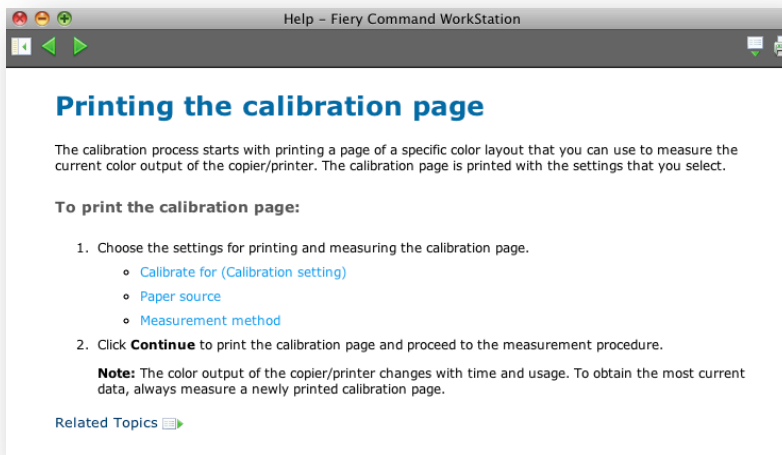 Help – Fiery Command WorkStation
Printing the calibration page
The calibration process starts with printing a page of a specific color layout that you can use to measure the
current color output of the copier/printer. The calibration page is printed with the settings that you select.
To print the calibration page:
1. Choose the settings for printing and measuring the calibration page.
Calibrate for (Calibration setting)
Paper source
Measurement method
2. Click Continue to print the calibration page and proceed to the measurement procedure.
Note: The color output of the copier/printer changes with time and usage. To obtain the most current
data, always measure a newly printed calibration page.
Related Topics